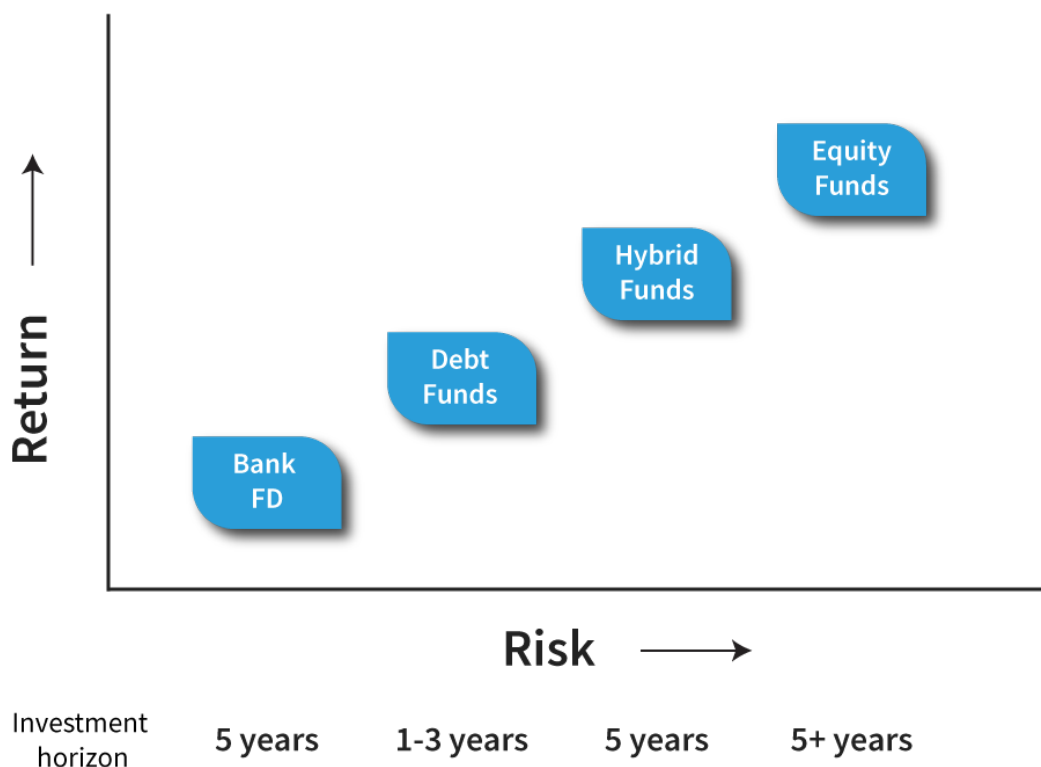 Return
Equity
Funds
Hybrid
Funds
Debt
Funds
Bank
FD
Risk
Investment
horizon
5 years
1-3 years
5 years
5+ years